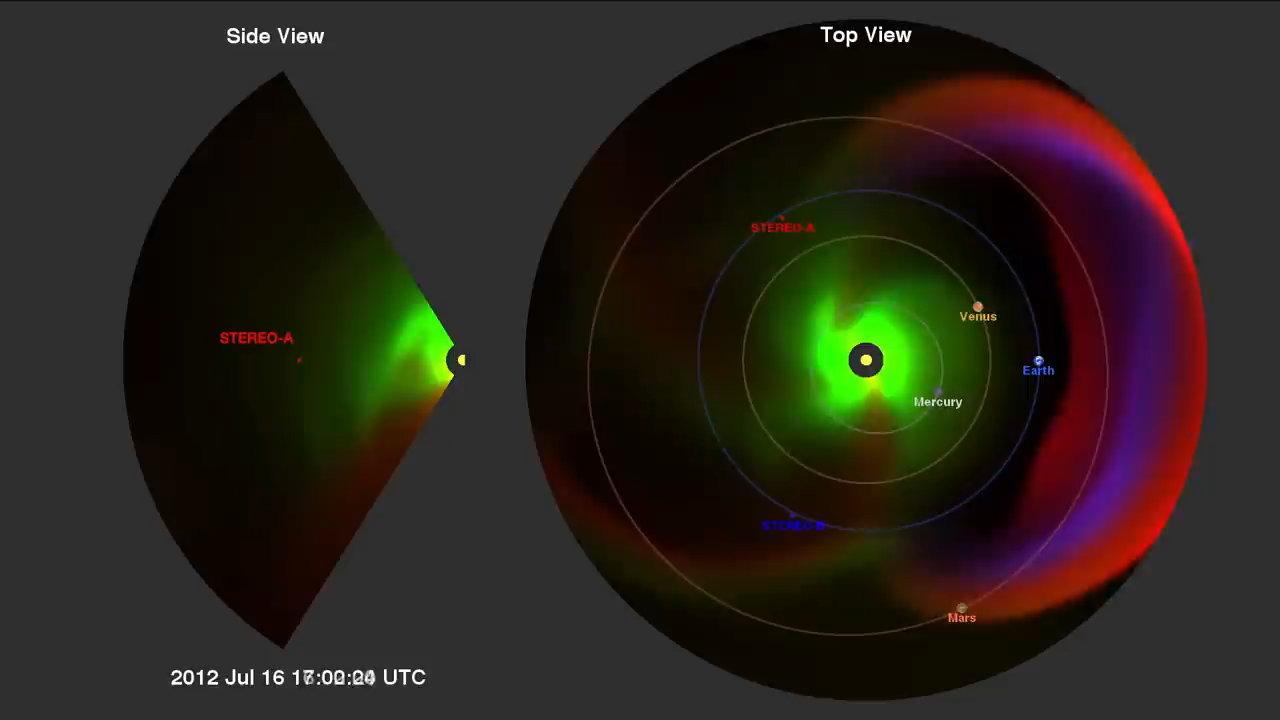 Side View
Top View
STEREO-A
Venus
STEREO-A
Earth
Mercury
STEREO-B
Mars
2012 Jul 16 UTC